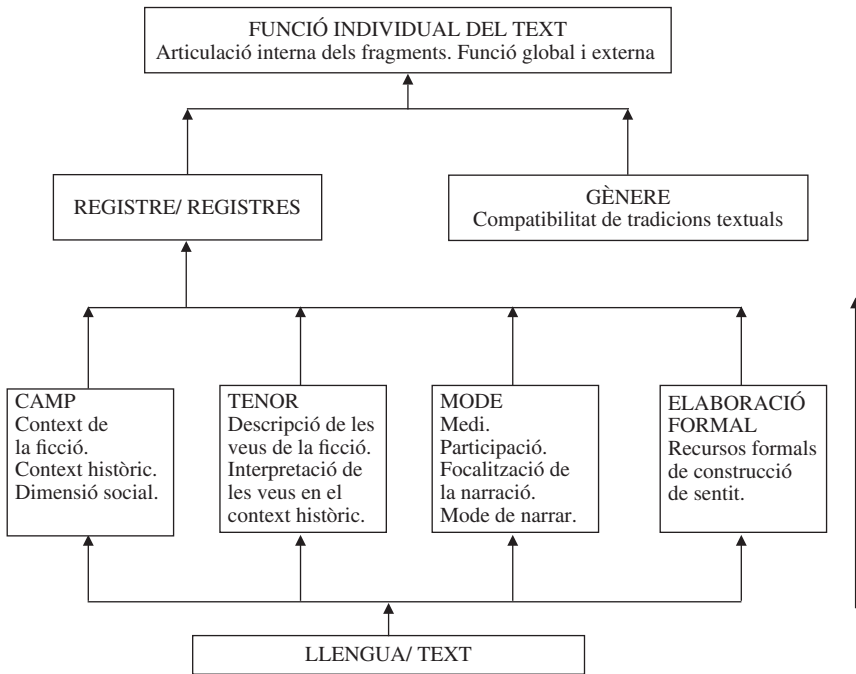 FUNCIÓ INDIVIDUAL DEL TEXT
Articulació interna dels fragments. Funció global i externa
REGISTRE/ REGISTRES
GÈNERE
Compatibilitat de tradicions textuals
CAMP
Context de
la ficció.
Context històric.
Dimensió social.
TENOR
Descripció de les
veus de la ficció.
Interpretació de
les veus en el
context històric.
MODE
Medi.
Participació.
Focalització de
la narració.
Mode de narrar.
ELABORACIÓ
FORMAL
Recursos formals
de construcció
de sentit.
LLENGUA/ TEXT